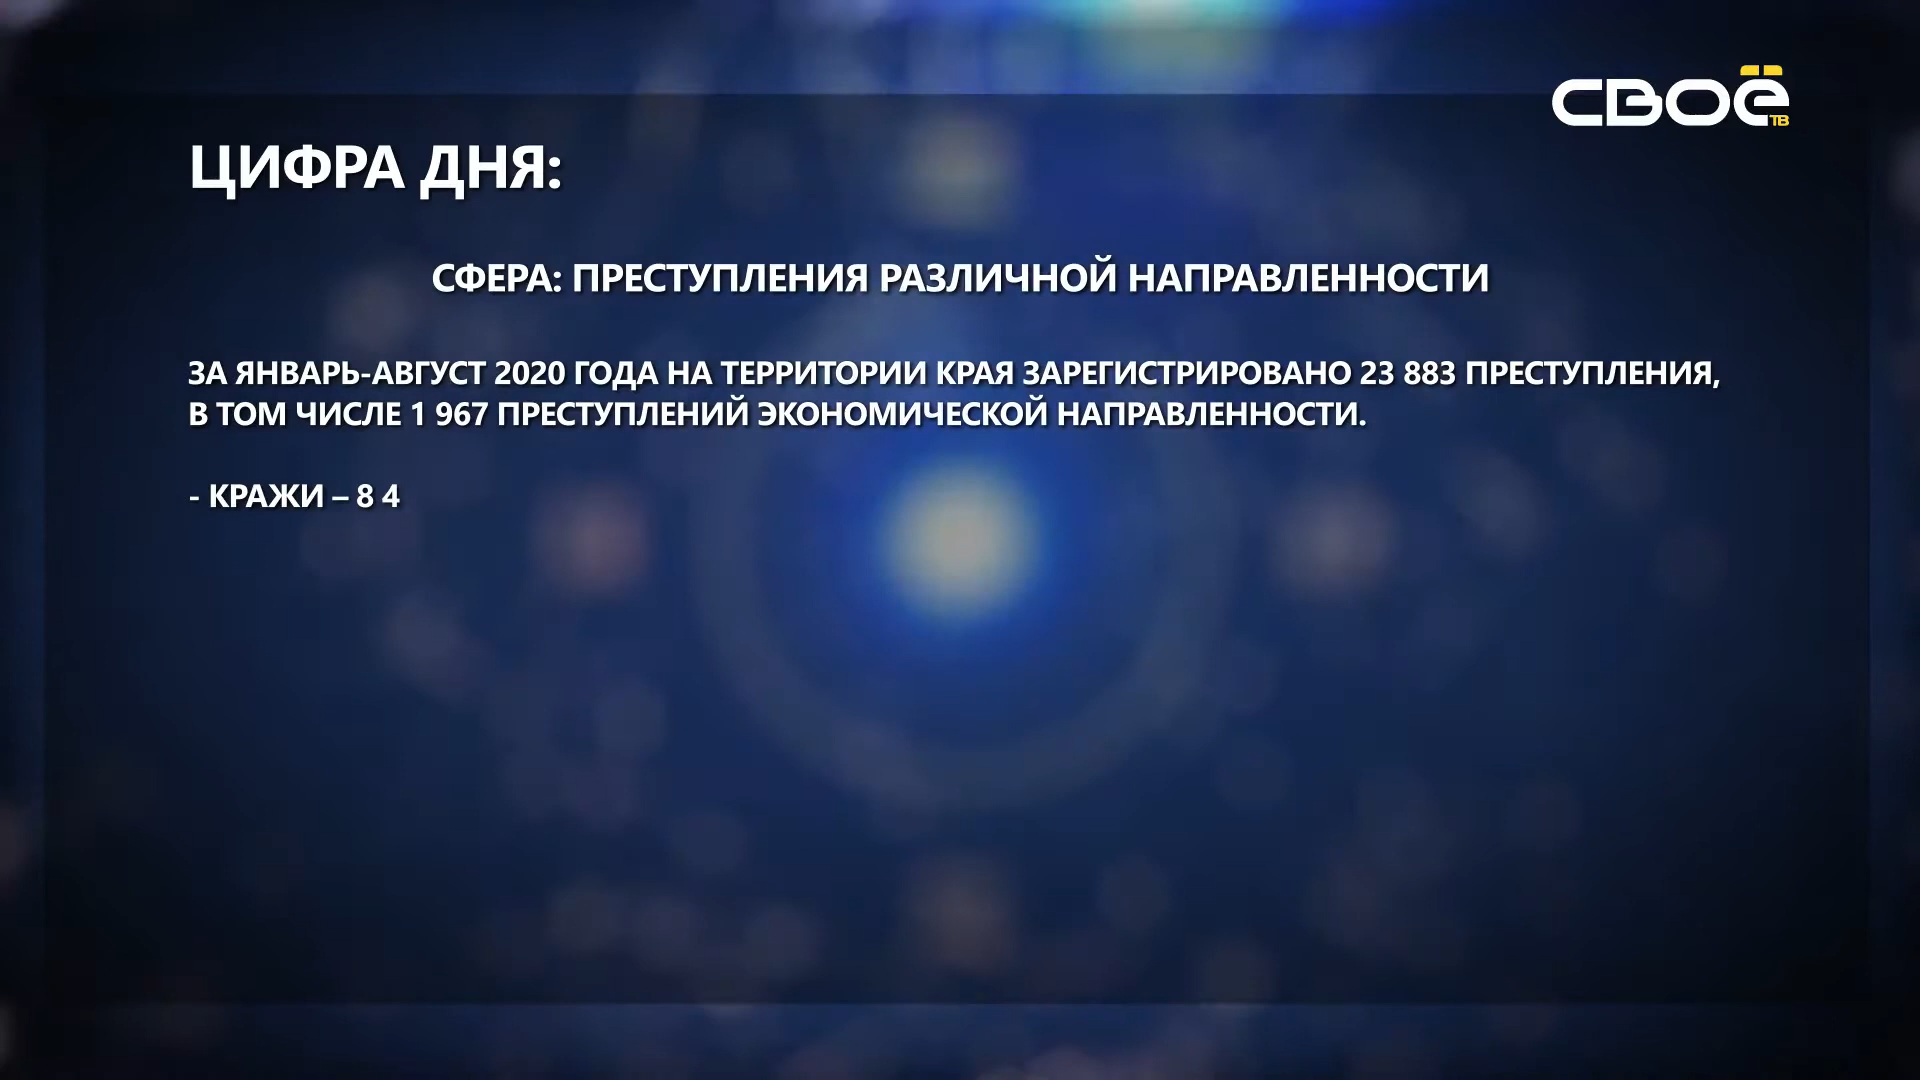 СВОЁ
ТВ
ЦИФРА ДНЯ:
СФЕРА: ПРЕСТУПЛЕНИЯ РАЗЛИЧНОЙ НАПРАВЛЕННОСТИ
ЗА ЯНВАРЬ-АВГУСТ 2020 ГОДА НА ТЕРРИТОРИИ КРАЯ ЗАРЕГИСТРИРОВАНО 23 883 ПРЕСТУПЛЕНИЯ,
В ТОМ ЧИСЛЕ 1 967 ПРЕСТУПЛЕНИЙ ЭКОНОМИЧЕСКОЙ НАПРАВЛЕННОСТИ.
- КРАЖИ – 8 4